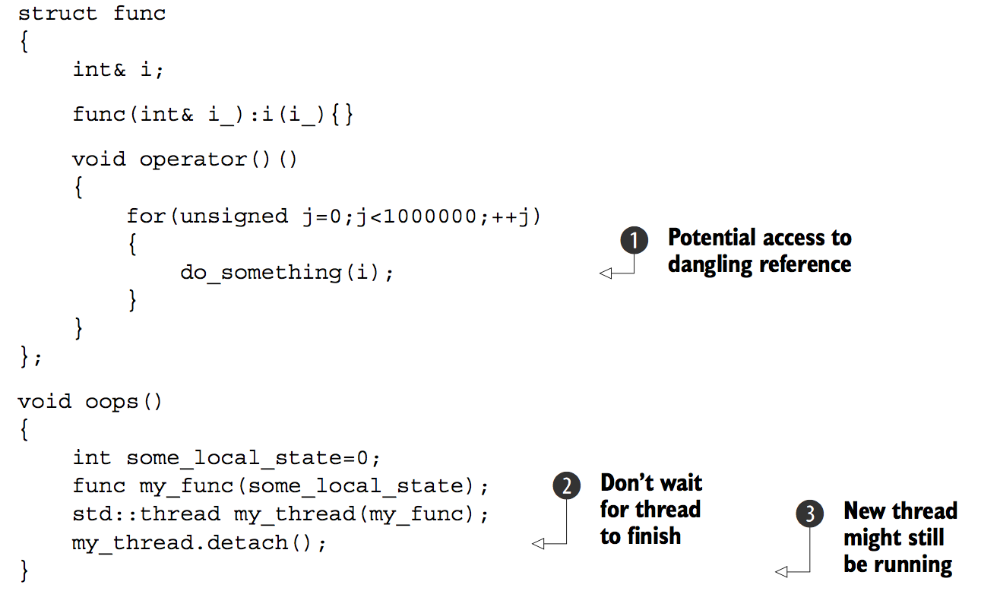 struct func
{
int& i;
func(int& i_):i(i_){}
void operator()()
{
for(unsigned j=0;j<1000000;++j)
{
do_something(i);
}
}
};
1 Potential access to
dangling reference
void oops()
{
int some_local_state=0;
func my_func(some_local_state);
std::thread my_thread(my_func);
my_thread.detach();
}
2 Don’t wait
for thread
to finish
3 New thread
might still
be running